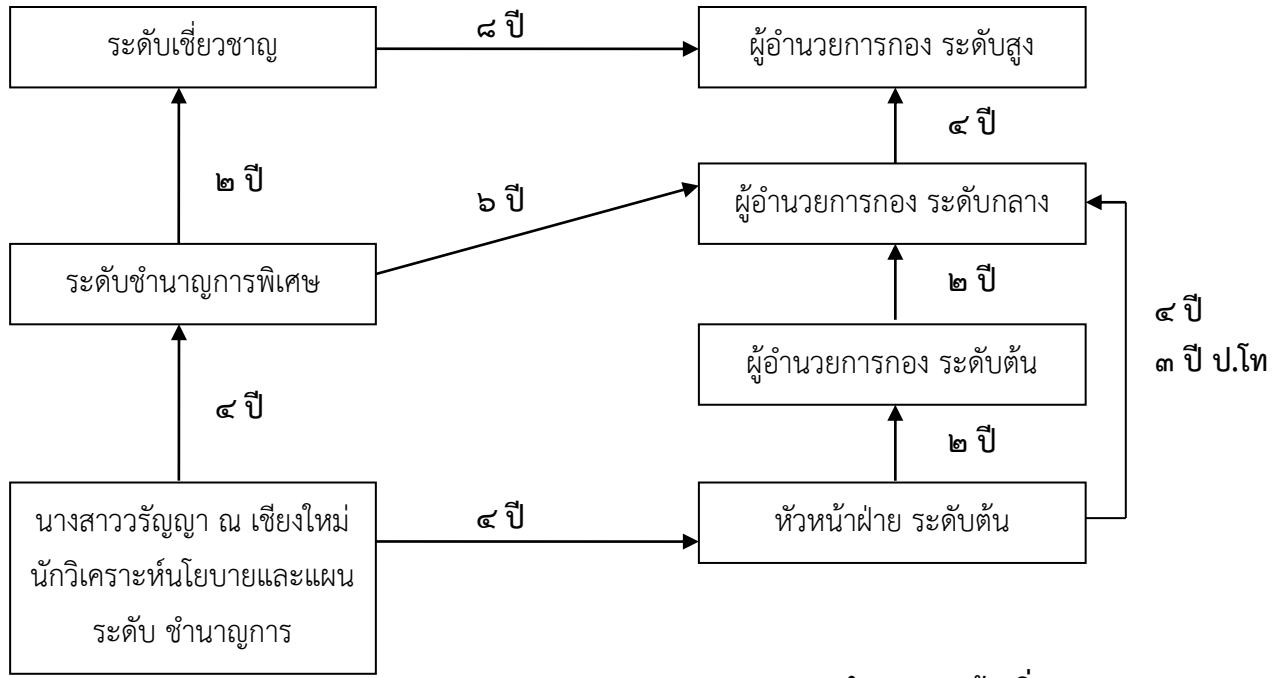 ระดับเชี่ยวชาญ
๘ ปี
ผู้อำนวยการกอง ระดับสูง
๔ ปี
๒ ปี
๖ ปี
ผู้อำนวยการกอง ระดับกลาง
ระดับชำนาญการพิเศษ
๒ ปี
๔ ปี
๓ ปี ป.โท
ผู้อำนวยการกอง ระดับต้น
๔ ปี
๒ ปี
นางสาววรัญญา ณ เชียงใหม่
นักวิเคราะห์นโยบายและแผน
ระดับ ชำนาญการ
๔ ปี
หัวหน้าฝ่าย ระดับต้น